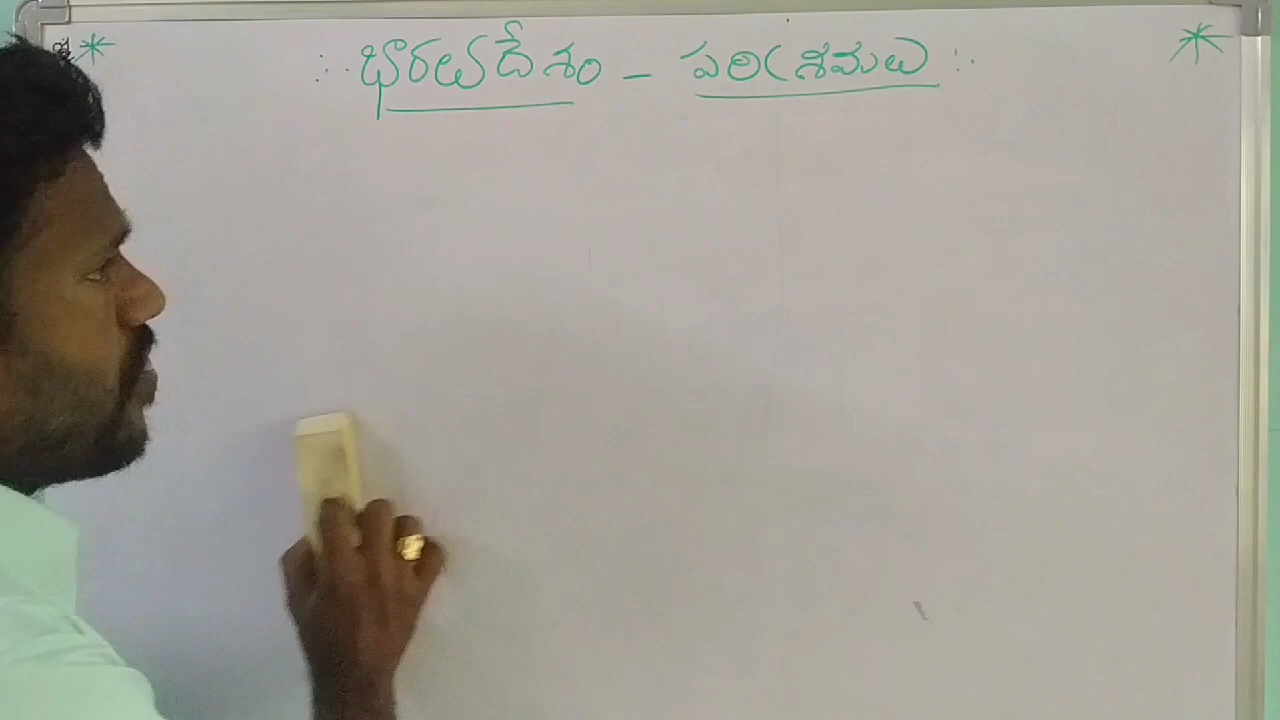 * :- భారతదేశం - పరిశ్రమలు :- *